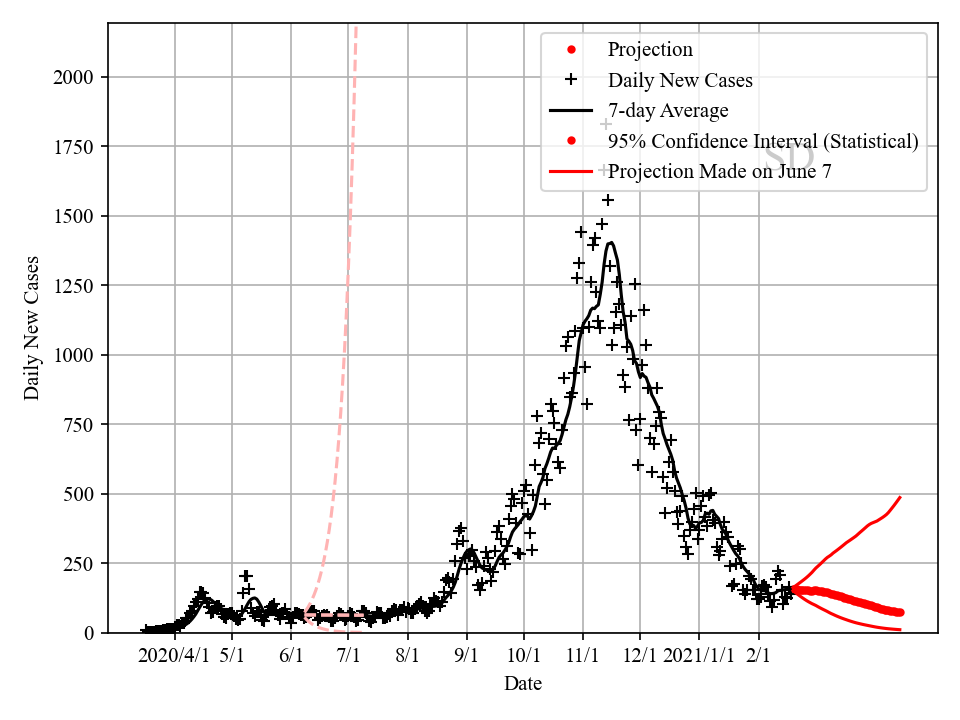 Projection
Daily New Cases
7-day Average
95% Confidence Interval (Statistical)
Projection Made on June 7
SD
Daily New Cases
2000
1750
1500
1250
1000
750
500
250
0
2020/4/1 5/1 6/1 7/1 8/1 9/1 10/1 11/1 12/1 2021/1/1 2/1
Date